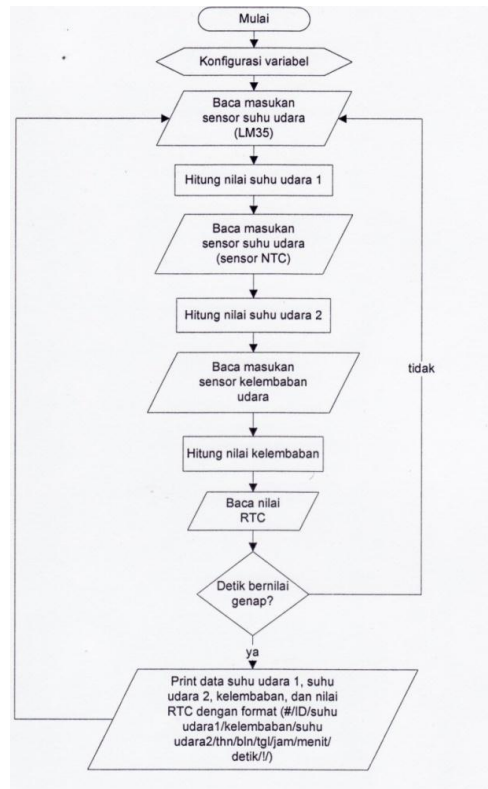 Mulai
Konfigurasi variabel
Baca masukan
sensor suhu udara
(LM35)
Hitung nilai suhu udara 1
Baca masukan
sensor suhu udara
(sensor NTC)
Hitung nilai suhu udara 2
Baca masukan
sensor kelembaban
udara
tidak
Hitung nilai kelembaban
Baca nilai
RTC
Detik bernilai
genap?
ya
Print data suhu udara 1, suhu
udara 2, kelembaban, dan nilai
RTC dengan format (#/ID/suhu
udara1/kelembaban/suhu
udara2/thn/bln/tgl/jam/menit/
detik/!/)